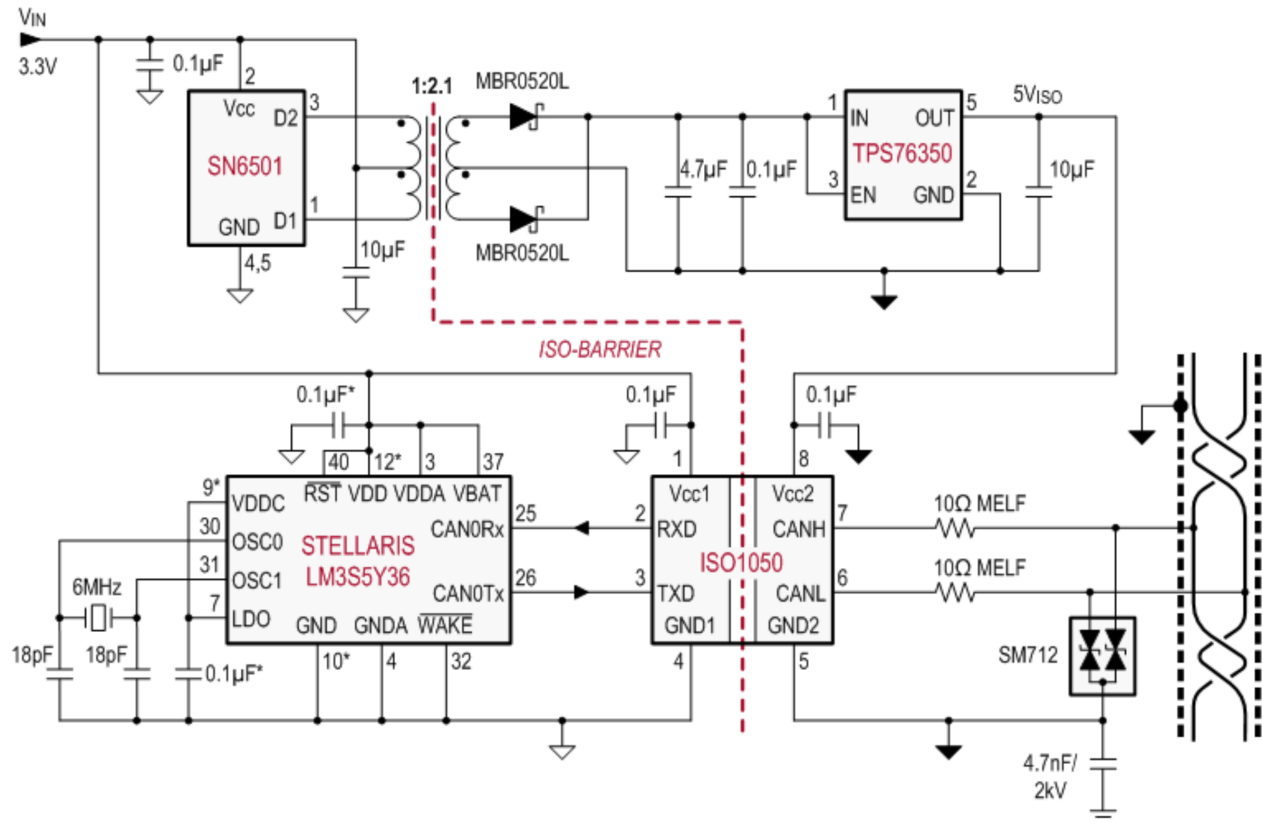 VIN
3.3V
0.1µF
2
Vcc
D2
3
SN6501
GND
D1
1
4,5
10µF
1:2.1
MBR0520L
MBR0520L
4.7µF
0.1µF
1
IN
OUT
5
TPS76350
3
EN
GND
2
5VISO
10µF
ISO-BARRIER
0.1µF*
40
12*
3
37
RST
VDD
VDDA
VBAT
9*
VDDC
30
OSC0
31
OSC1
7
LDO
STELLARIS
LM3S5Y36
CAN0Rx
25
CAN0Tx
26
GND
GNDA
WAKE
10*
4
32
6MHz
18pF
18pF
0.1µF*
0.1µF
1
Vcc1
2
RXD
3
TXD
GND1
4
ISO1050
0.1µF
8
Vcc2
CANH
7
CANL
6
GND2
5
10Ω MELF
10Ω MELF
SM712
4.7nF/
2kV